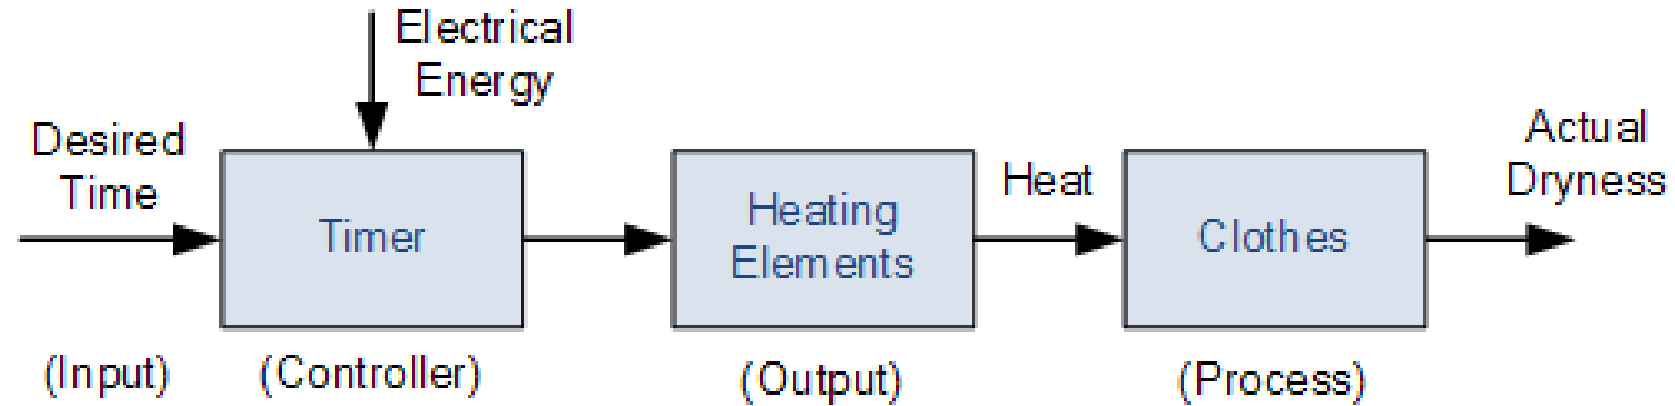 Electrical
Energy
Desired
Time
Timer
Heating
Elements
Heat
Clothes
Actual
Dryness
(Input)
(Controller)
(Output)
(Process)